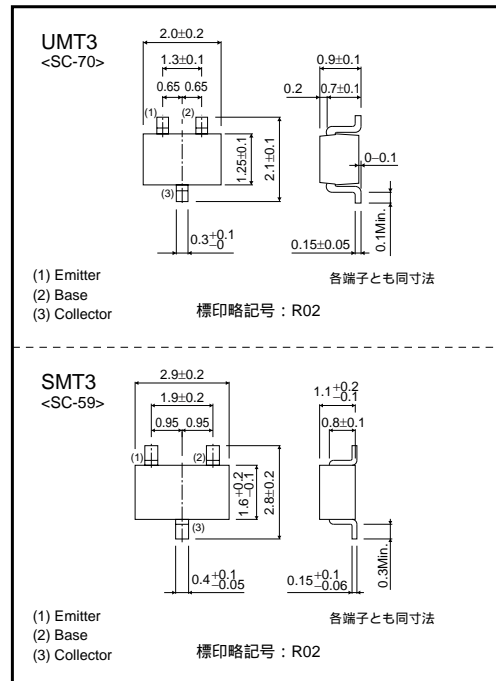 UMT3
<SC-70>
2.0±0.2
1.3±0.1
0.65 0.65
(1) (2)
(3)
1.25±0.1
2.1±0.1
0.3+0.1 −0
0.9±0.1
0.2 0.7±0.1
0–0.1
0.15±0.05
0.1Min.
(1) Emitter
(2) Base
(3) Collector
各端子とも同寸法
標印略記号：R02
SMT3
<SC-59>
2.9±0.2
1.9±0.2
0.95 0.95
(1) (2)
(3)
1.6+0.2 −0.1
2.8±0.2
0.4+0.1 −0.05
1.1+0.2 −0.1
0.8±0.1
0.15+0.1 −0.06
0.3Min.
(1) Emitter
(2) Base
(3) Collector
各端子とも同寸法
標印略記号：R02